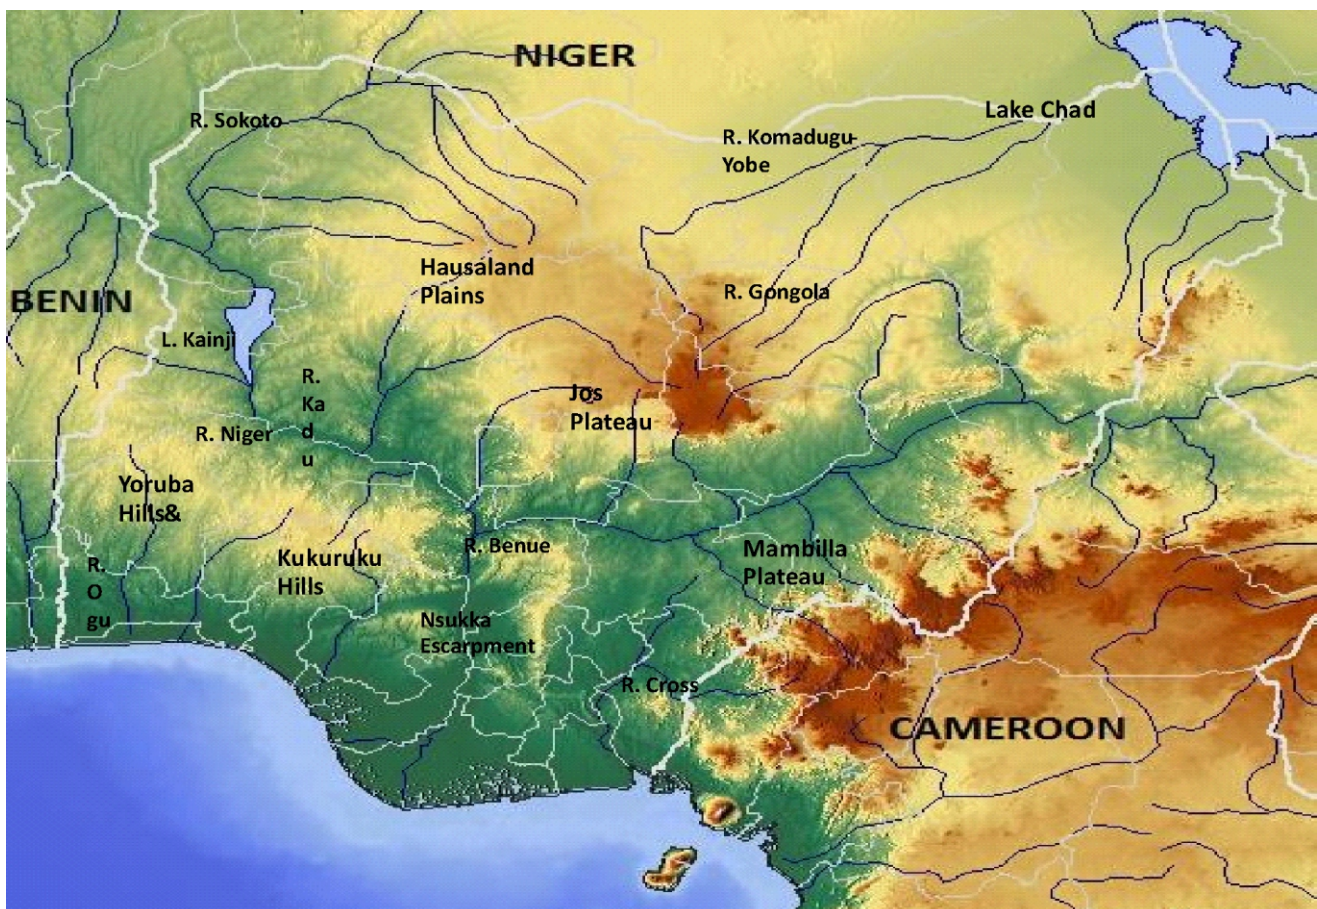 NIGER
Lake Chad
R. Sokoto
R. Komadugu-
Yobe
Hausaland
Plains
R. Gongola
BENIN
L. Kainji
R.
Ka
d
u
Jos
Plateau
R. Niger
Yoruba
Hills&
R. Benue
Mambilla
Plateau
Kukuruku
Hills
R.
O
gu
Nsukka
Escarpment
R. Cross
CAMEROON